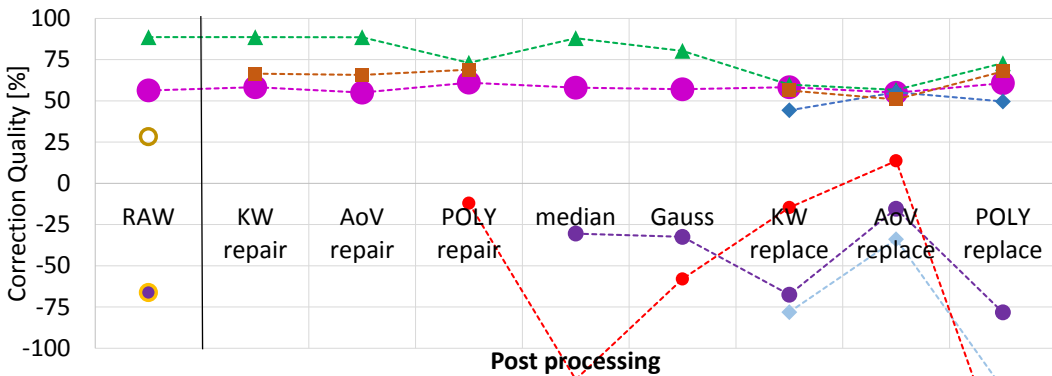 Correction Quality [%]
100
75
50
25
0
-25
-50
-75
-100
RAW
KW
repair
AoV
repair
POLY
repair
median
Gauss
KW
replace
AoV
replace
POLY
replace
Post processing